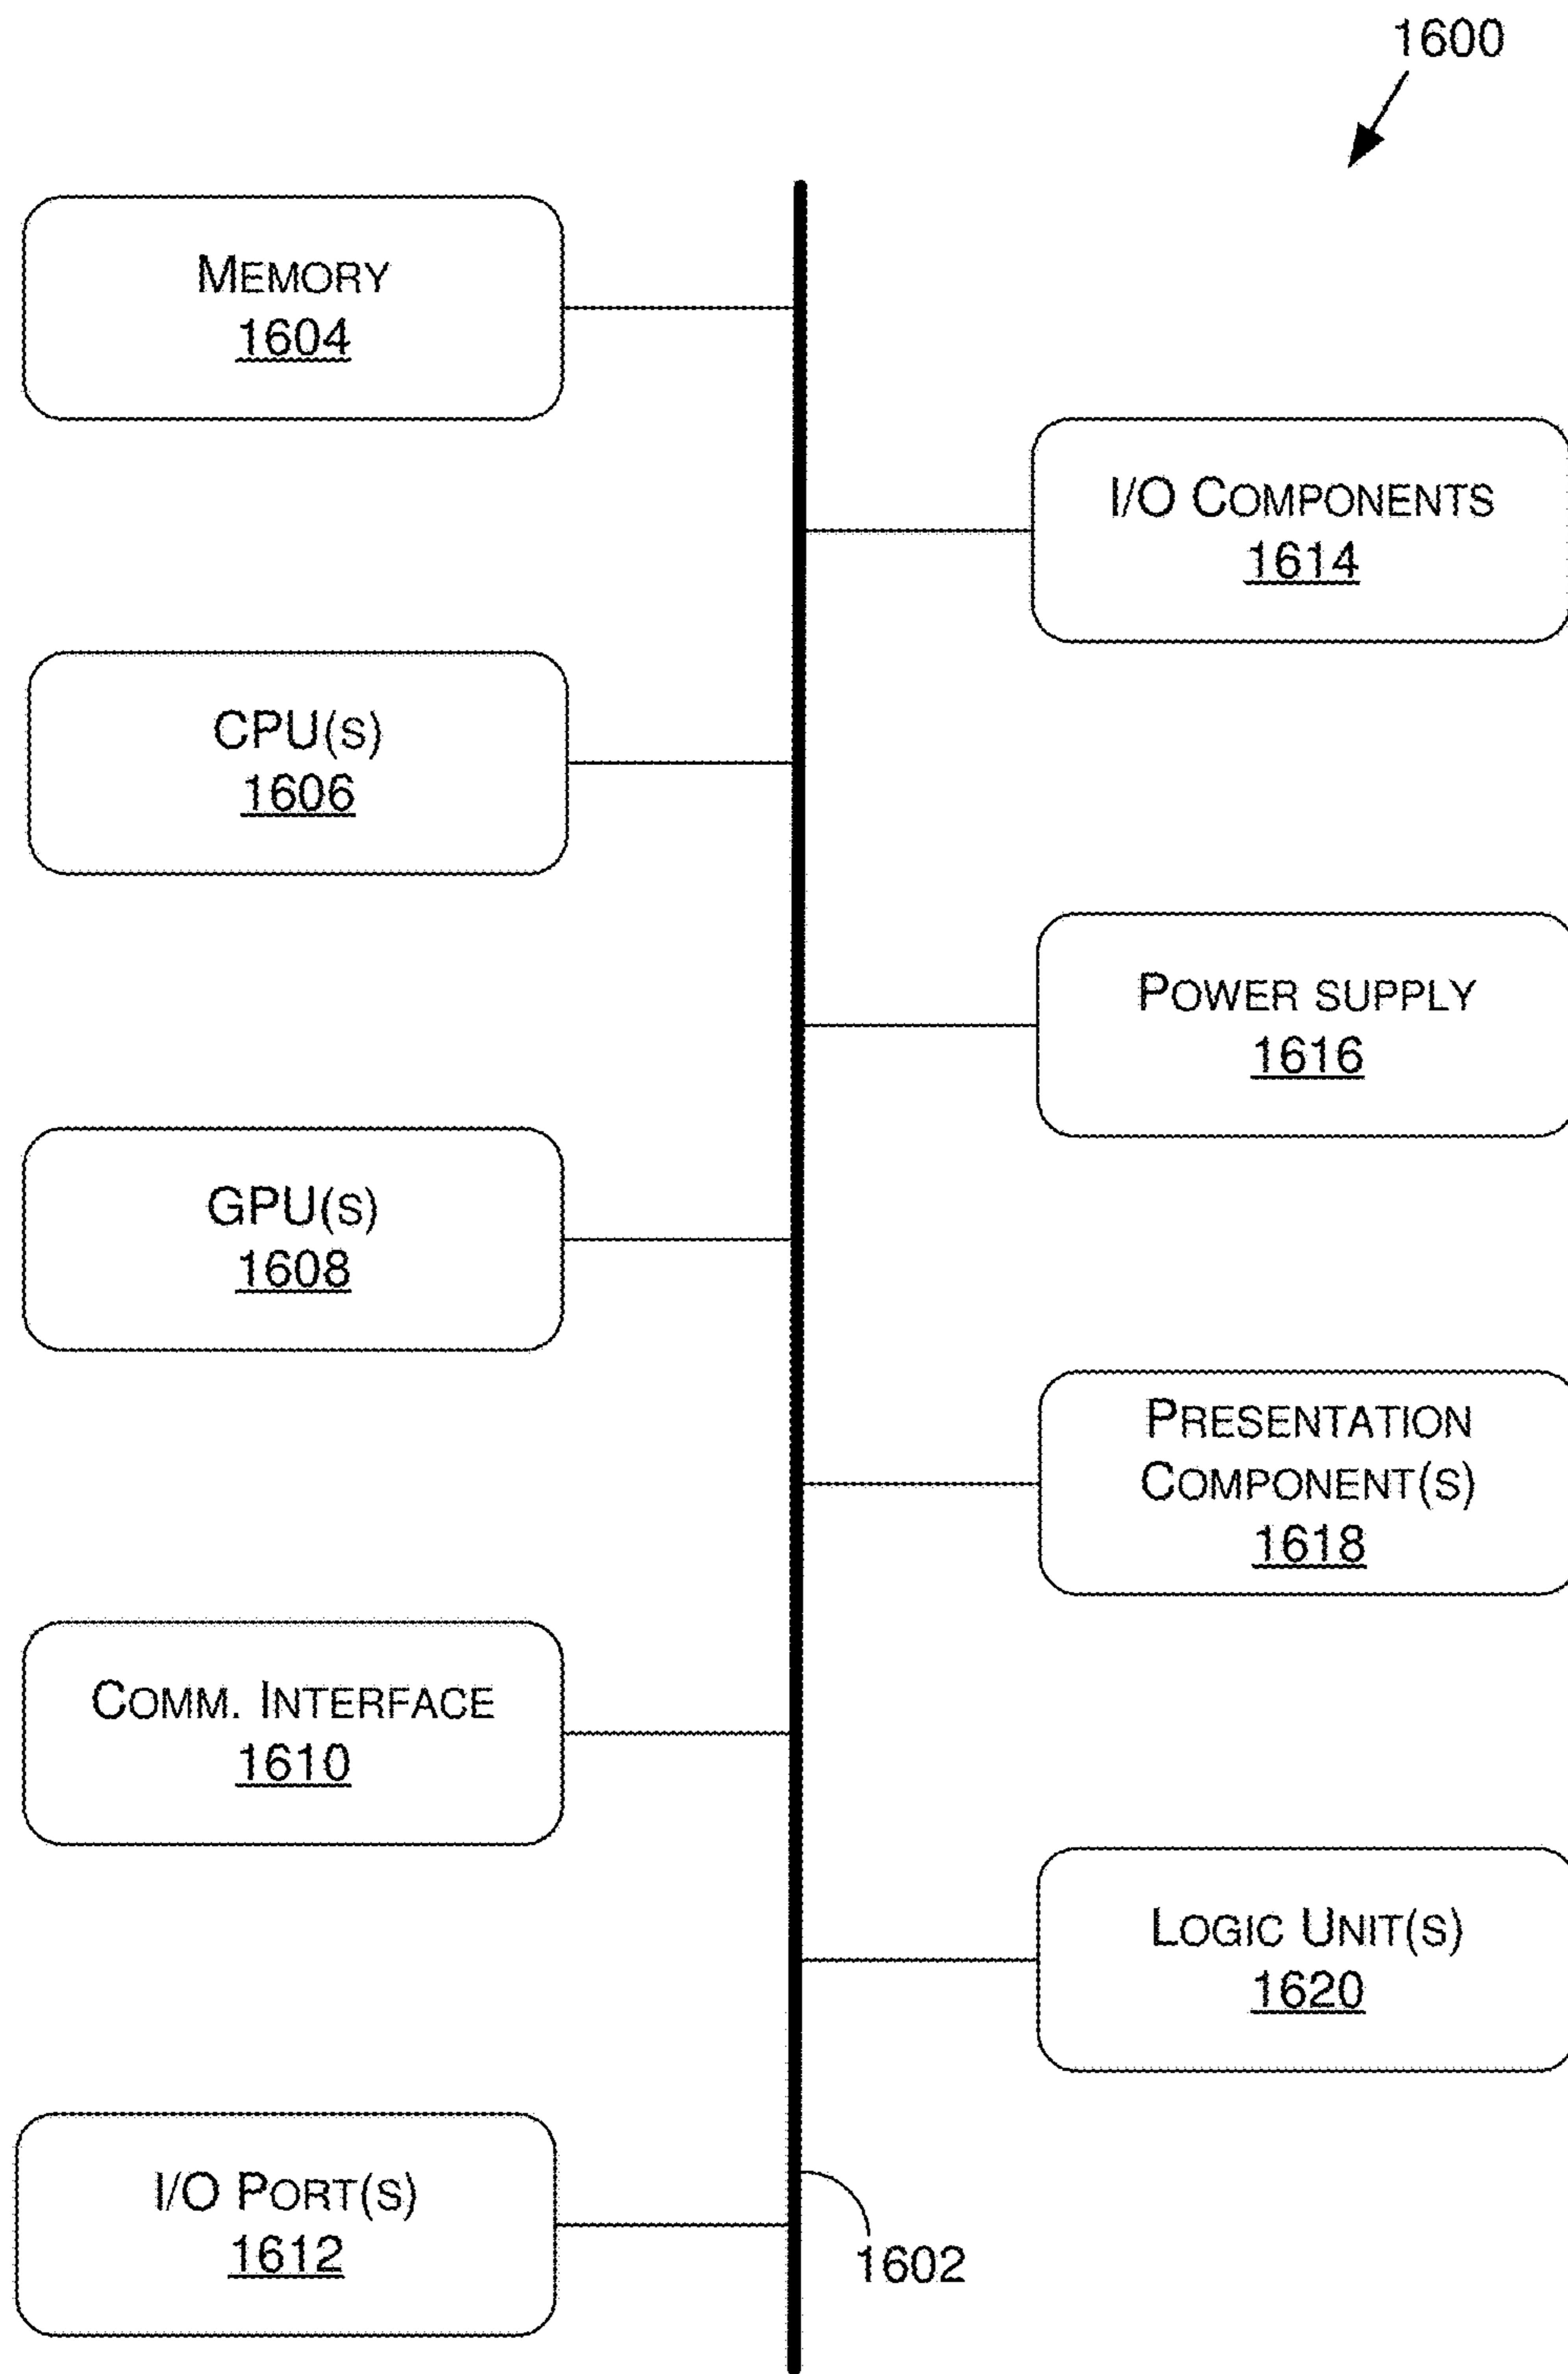 1600
MEMORY
1604
I/O COMPONENTS
1614
CPU(S)
1606
POWER SUPPLY
1616
GPU(S)
1608
PRESENTATION
COMPONENT(S)
1618
COMM. INTERFACE
1610
LOGIC UNIT(S)
1620
I/O PORT(S)
1612
1602